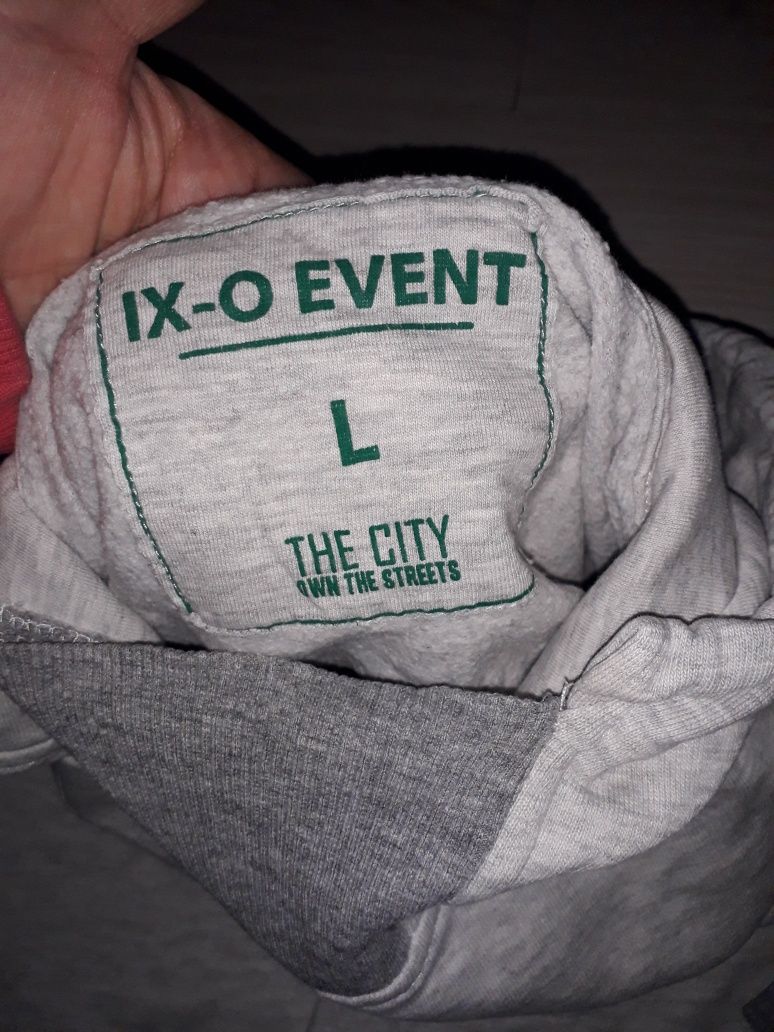 IX-O EVENT
L
THE CITY
OWN THE STREETS